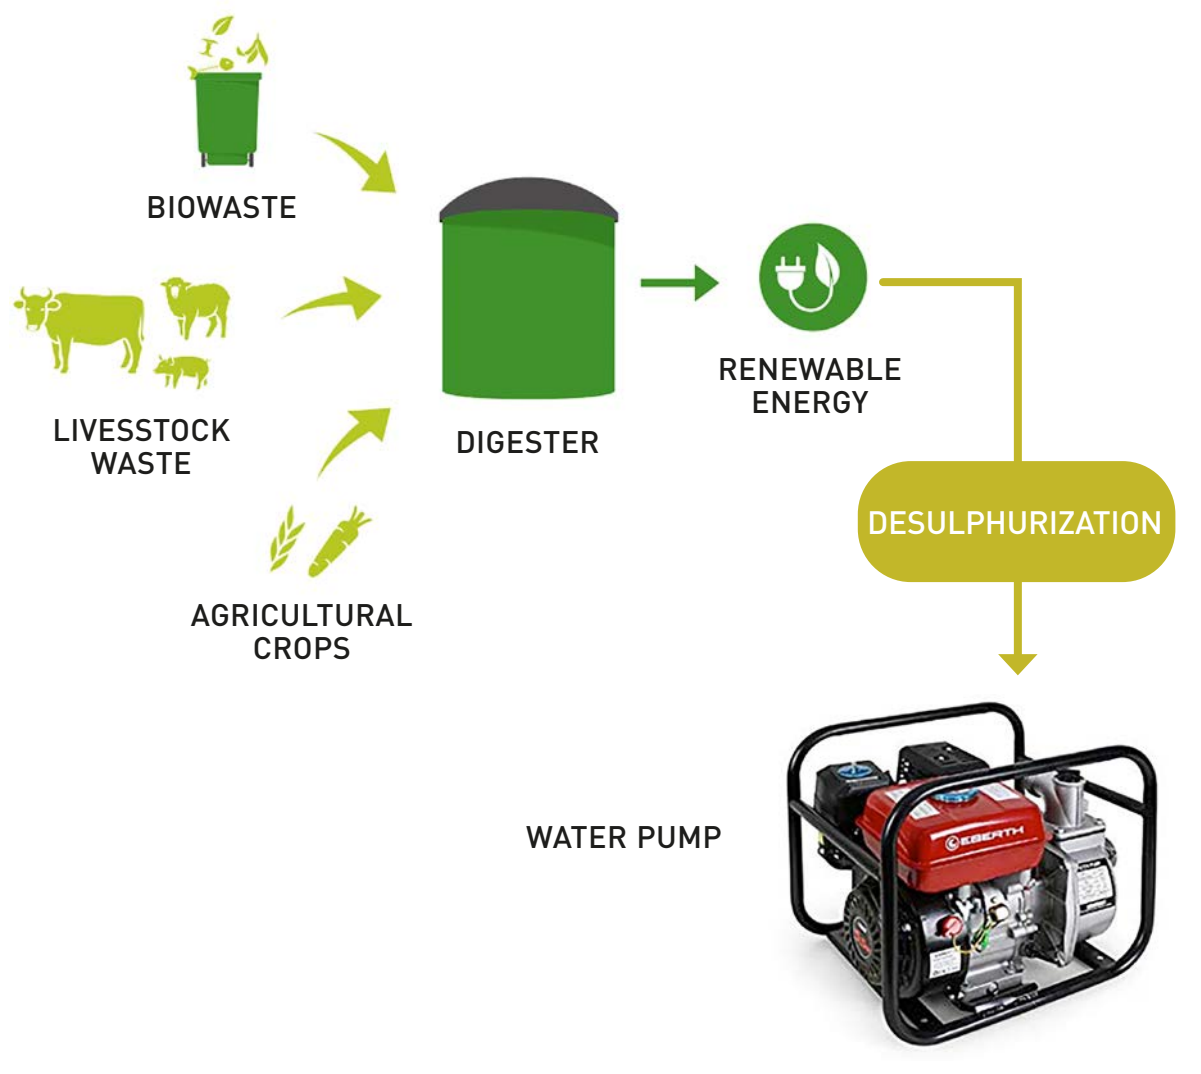 BIOWASTE
LIVESSTOCK
WASTE
AGRICULTURAL
CROPS
DIGESTER
RENEWABLE
ENERGY
DESULPHURIZATION
WATER PUMP
EBERTH